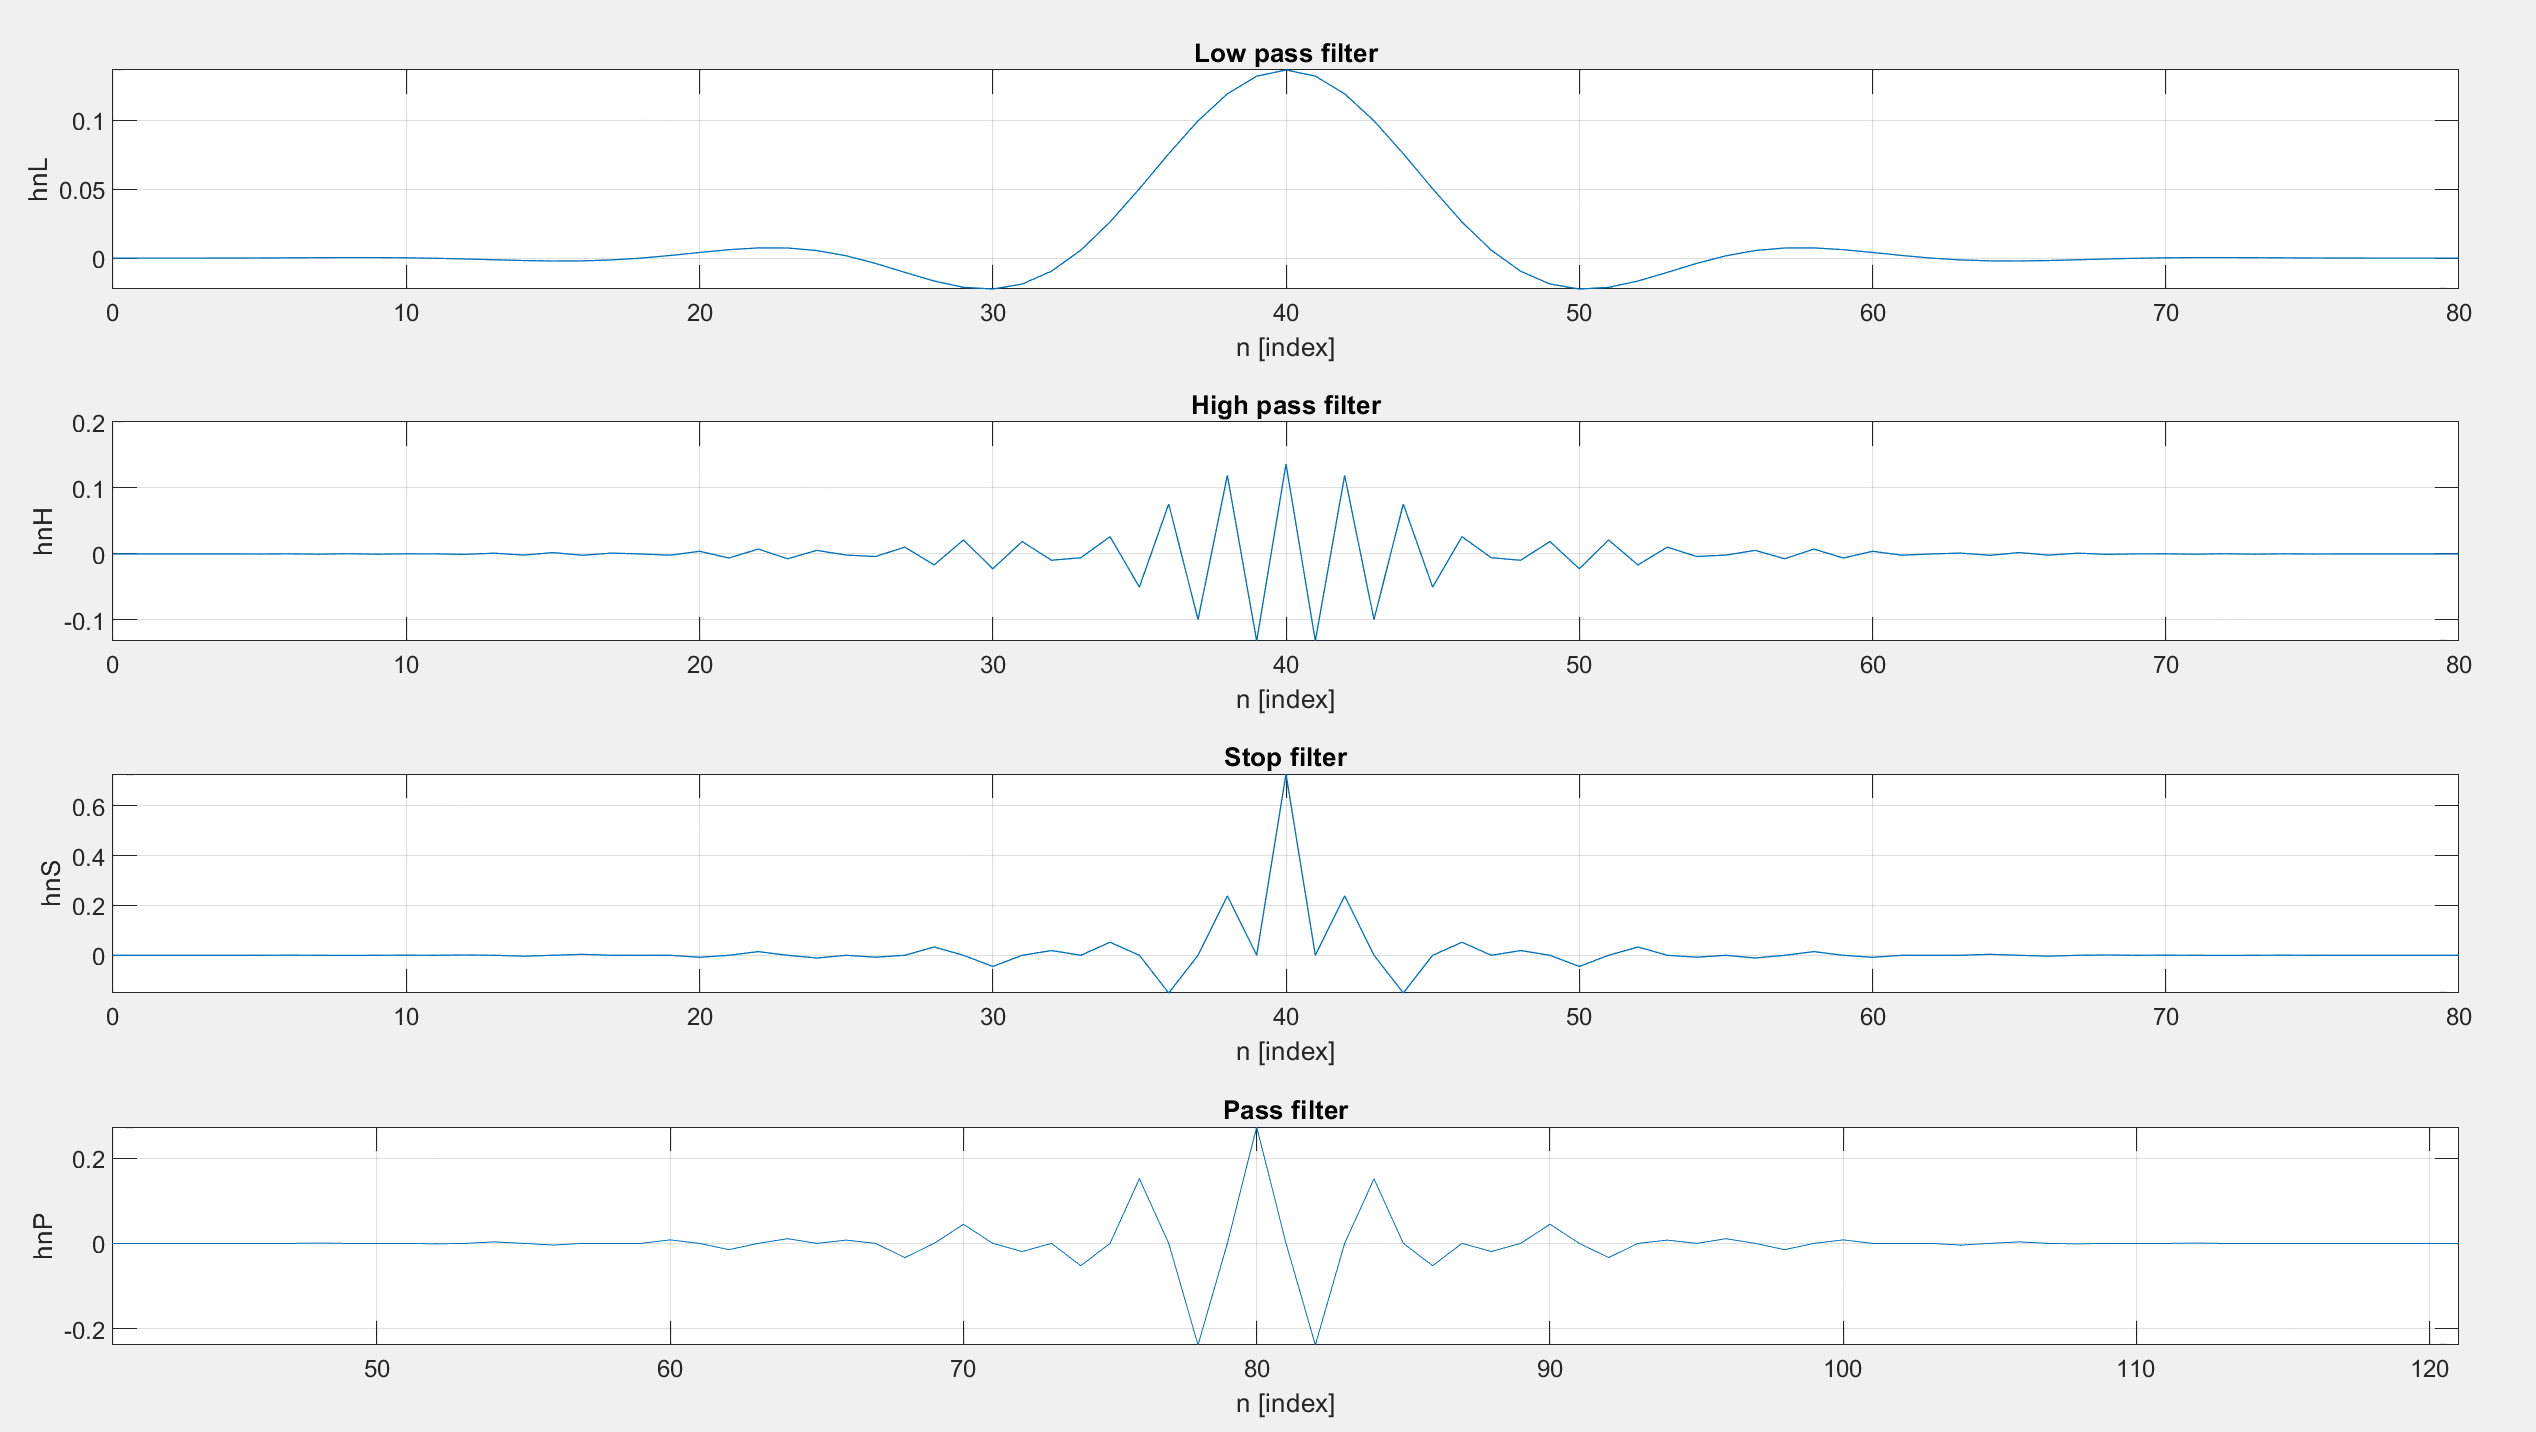 Low pass filter
hnL
0.1
0.05
0
0 10 20 30 40 50 60 70 80
n [index]
High pass filter
hnH
0.2
0.1
0
-0.1
0 10 20 30 40 50 60 70 80
n [index]
Stop filter
hnS
0.6
0.4
0.2
0
0 10 20 30 40 50 60 70 80
n [index]
Pass filter
hnP
0.2
0
-0.2
50 60 70 80 90 100 110 120
n [index]